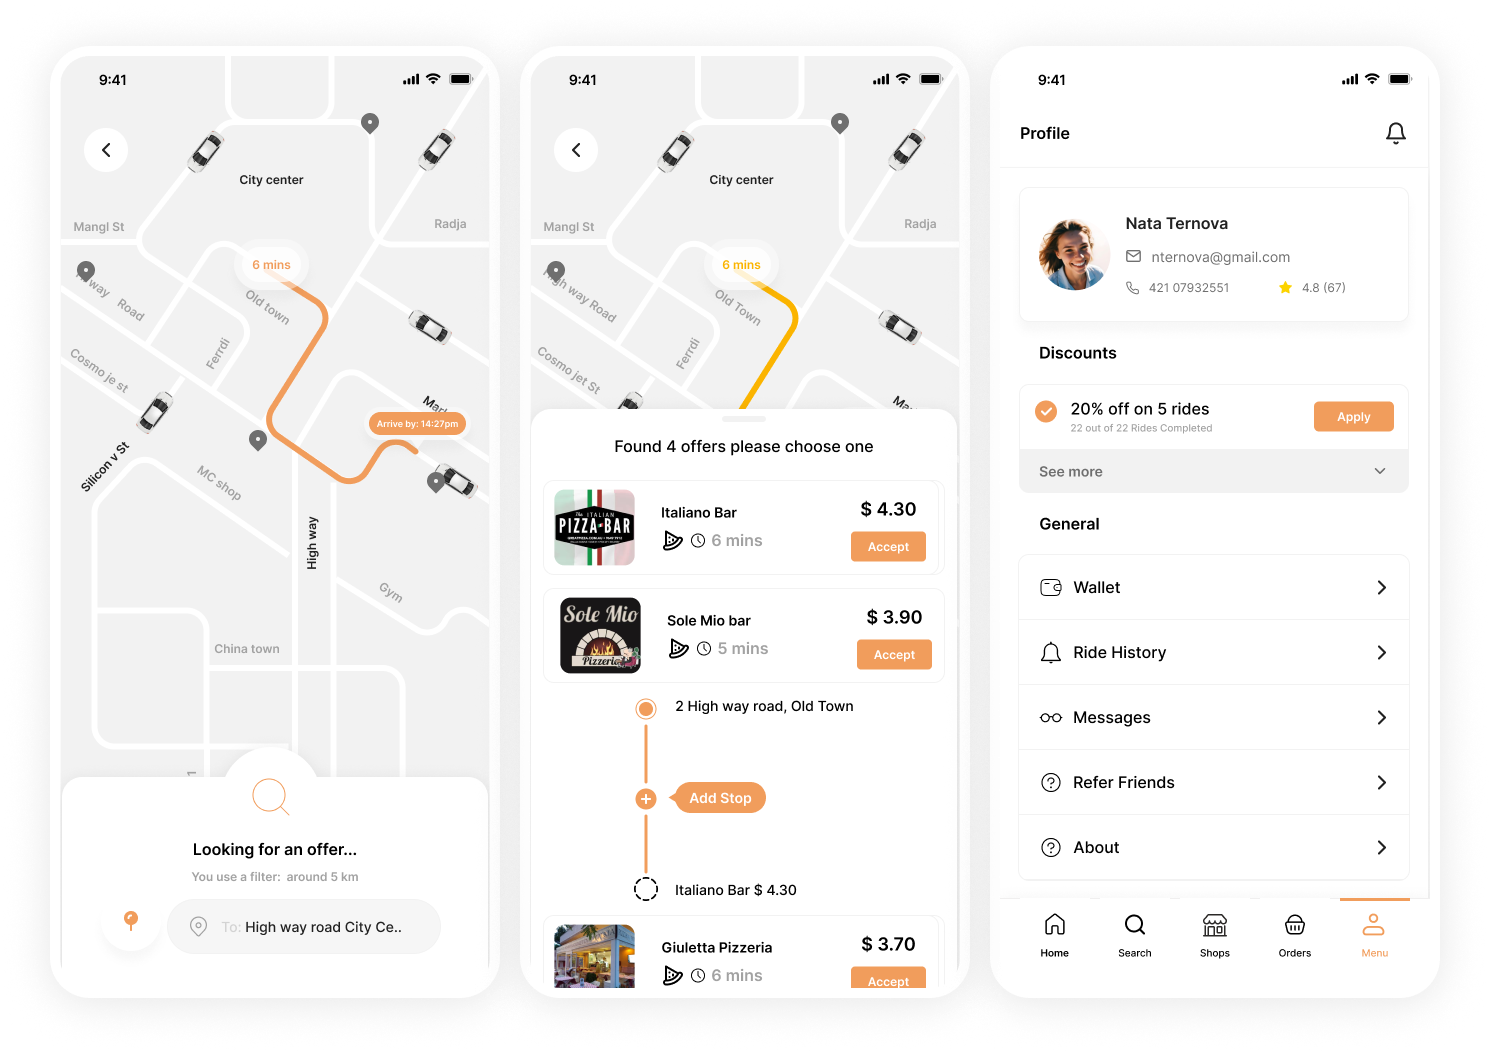 9:41
City center
Mangl St
Radja
6 mins
way Road
Old town
Ferrdi
Cosmo je st
Arrive by: 14:27pm
Silicon v St
MC shop
High way
Gym
China town
1
Looking for an offer...
You use a filter: around 5 km
To: High way road City Ce..
9:41
City center
Mangl St
Radja
6 mins
High way Road
Old Town
Ferrdi
Cosmo jet St
Found 4 offers please choose one
The ITALIAN
PIZZA BAR
Italiano Bar
6 mins
$ 4.30
Accept
Sole Mio
Pizzeria
Sole Mio bar
5 mins
$ 3.90
Accept
2 High way road, Old Town
Add Stop
Italiano Bar $ 4.30
Giuletta Pizzeria
6 mins
$ 3.70
Accept
9:41
Profile
Nata Ternova
nternova@gmail.com
421 07932551
4.8 (67)
Discounts
20% off on 5 rides
22 out of 22 Rides Completed
Apply
See more
General
Wallet
Ride History
Messages
Refer Friends
About
Home
Search
Shops
Orders
Menu